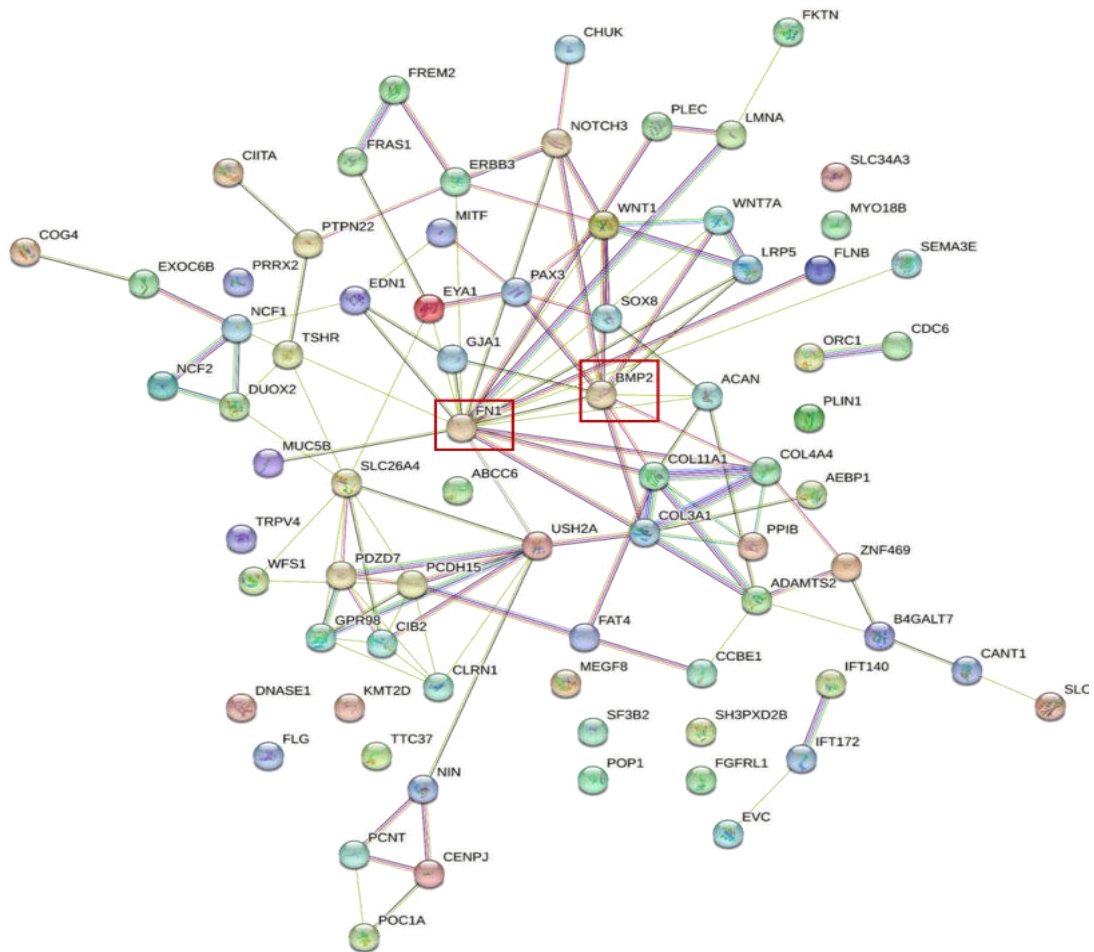 FKTN
CHUK
FREM2
PLEC
LMNA
NOTCH3
FRAS1
CIITA
ERBB3
SLC34A3
WNT1
WNT7A
MYO18B
PTPN22
MITF
COG4
EXOC6B
PRRX2
LRP5
FLNB
SEMA3E
PAX3
EDN1
EYA1
SOX8
NCF1
TSHR
GJA1
ORC1
CDC6
NCF2
DUOX2
BMP2
ACAN
FN1
PLIN1
MUC5B
COL11A1
COL4A4
SLC26A4
ABCC6
AEBP1
TRPV4
USH2A
COL3A1
PPIB
WFS1
PDZD7
PCDH15
ZNF469
ADAMTS2
GPR98
CIB2
FAT4
B4GALT7
CCBE1
CANT1
CLRN1
MEGF8
IFT140
DNASE1
KMT2D
SLC
SF3B2
SH3PXD2B
FLG
TTC37
IFT172
NIN
POP1
FGFRL1
EVC
PCNT
CENPJ
POC1A